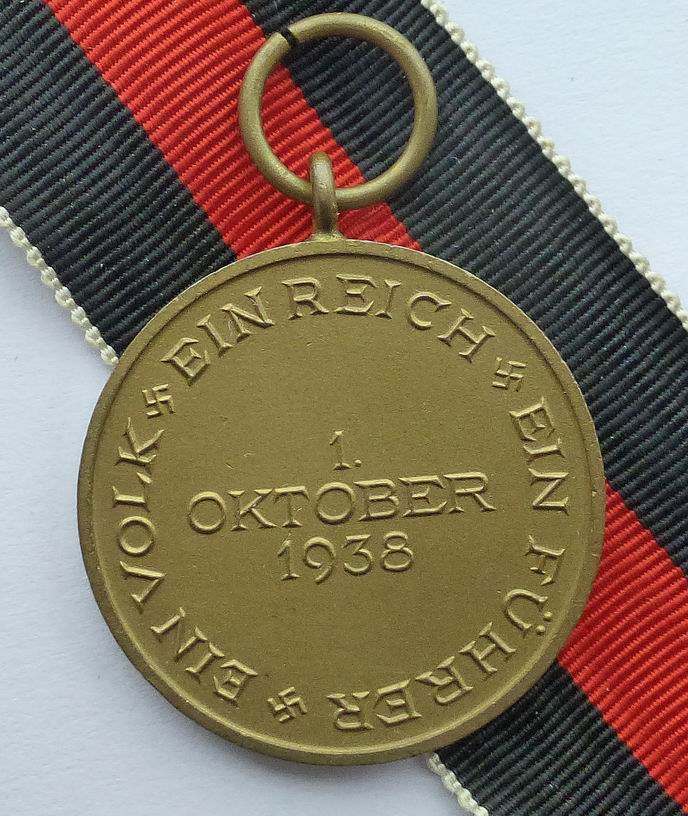 EIN VOLK EIN REICH EIN FÜHRER
1.
OKTOBER
1938